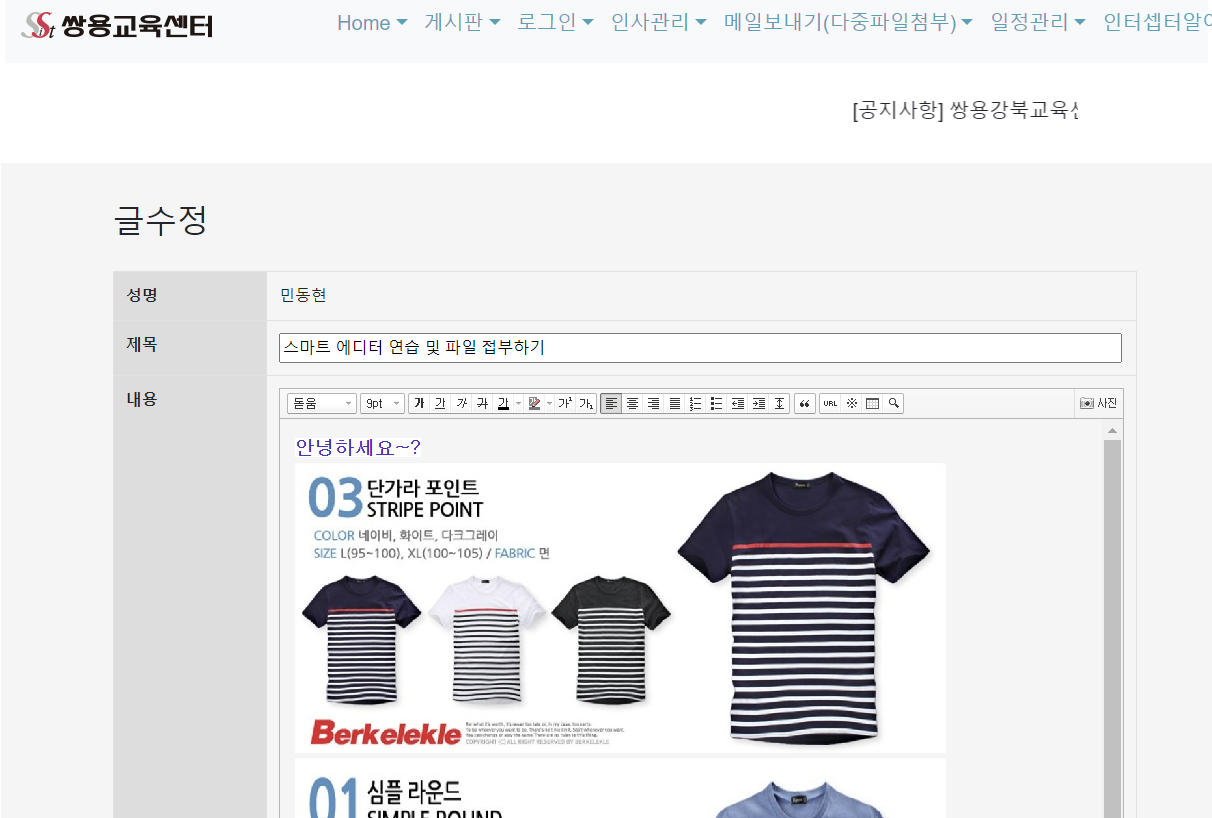 SSist 쌍용교육센터
Home 게시판 로그인 인사관리 메일보내기(다중파일첨부) 일정관리 인터셉터알아
[공지사항] 쌍용강북교육센
글수정
성명 민동현
제목 스마트 에디터 연습 및 파일 접부하기
내용
돋움 9pt 가 가 가 가 가 가² 가₂ URL ※ 사진
안녕하세요~?
03 단가라 포인트
STRIPE POINT
COLOR 네이비, 화이트, 다크그레이
SIZE L(95~100), XL(100~105) / FABRIC 면
Berkelekle
COPYRIGHT (C) ALL RIGHT RESERVED BY BERKELEKLE
01 심플 라운드
SIMPLE ROUND